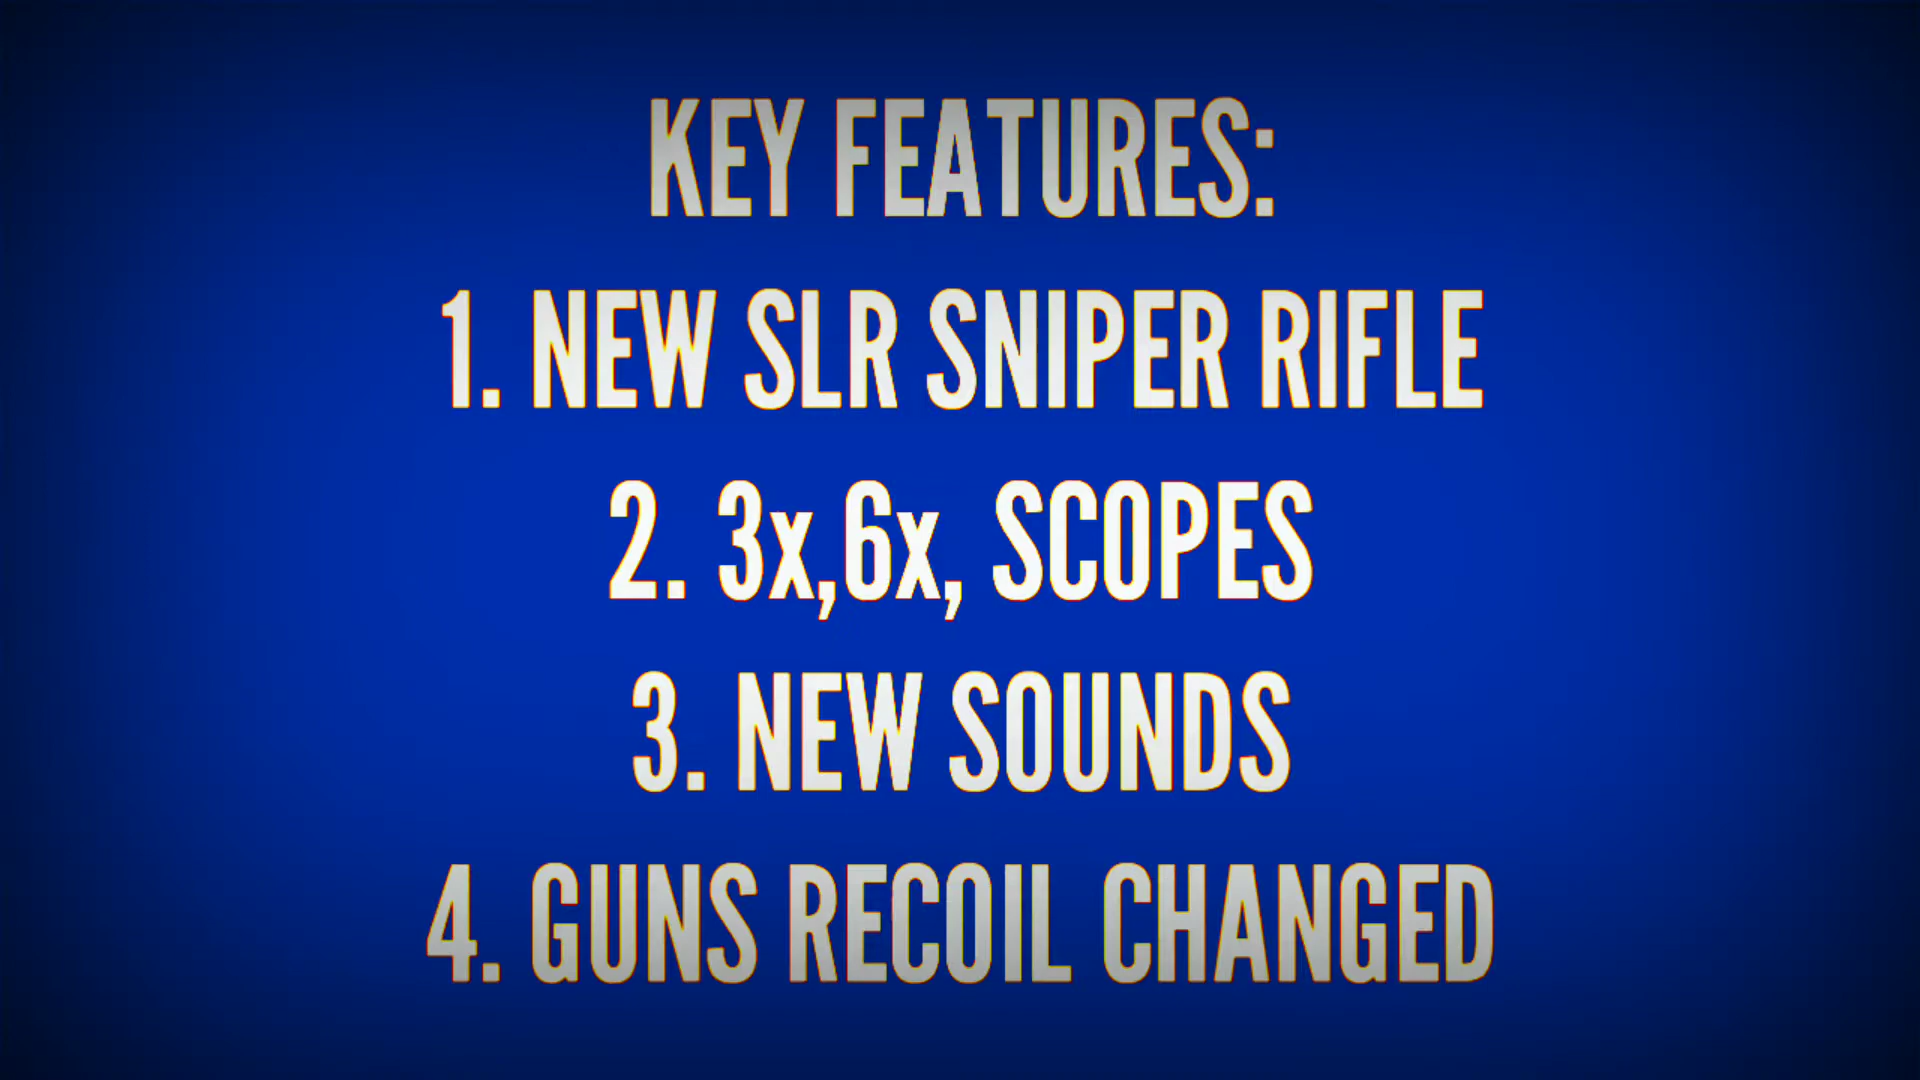 KEY FEATURES:
1. NEW SLR SNIPER RIFLE
2. 3x,6x, SCOPES
3. NEW SOUNDS
4. GUNS RECOIL CHANGED